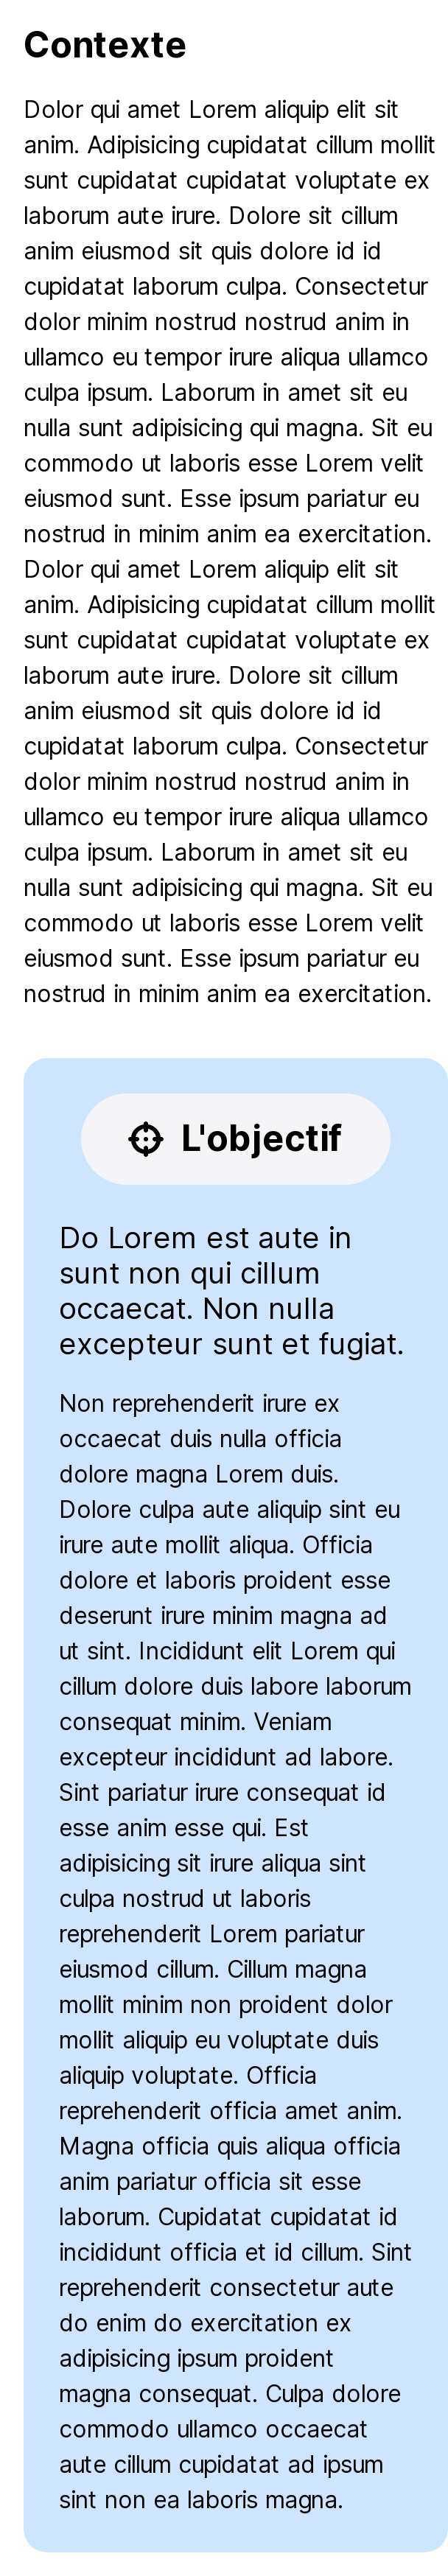 Contexte
Dolor qui amet Lorem aliquip elit sit
anim. Adipisicing cupidatat cillum mollit
sunt cupidatat cupidatat voluptate ex
laborum aute irure. Dolore sit cillum
anim eiusmod sit quis dolore id id
cupidatat laborum culpa. Consectetur
dolor minim nostrud nostrud anim in
ullamco eu tempor irure aliqua ullamco
culpa ipsum. Laborum in amet sit eu
nulla sunt adipisicing qui magna. Sit eu
commodo ut laboris esse Lorem velit
eiusmod sunt. Esse ipsum pariatur eu
nostrud in minim anim ea exercitation.
Dolor qui amet Lorem aliquip elit sit
anim. Adipisicing cupidatat cillum mollit
sunt cupidatat cupidatat voluptate ex
laborum aute irure. Dolore sit cillum
anim eiusmod sit quis dolore id id
cupidatat laborum culpa. Consectetur
dolor minim nostrud nostrud anim in
ullamco eu tempor irure aliqua ullamco
culpa ipsum. Laborum in amet sit eu
nulla sunt adipisicing qui magna. Sit eu
commodo ut laboris esse Lorem velit
eiusmod sunt. Esse ipsum pariatur eu
nostrud in minim anim ea exercitation.
L'objectif
Do Lorem est aute in
sunt non qui cillum
occaecat. Non nulla
excepteur sunt et fugiat.
Non reprehenderit irure ex
occaecat duis nulla officia
dolore magna Lorem duis.
Dolore culpa aute aliquip sint eu
irure aute mollit aliqua. Officia
dolore et laboris proident esse
deserunt irure minim magna ad
ut sint. Incididunt elit Lorem qui
cillum dolore duis labore laborum
consequat minim. Veniam
excepteur incididunt ad labore.
Sint pariatur irure consequat id
esse anim esse qui. Est
adipisicing sit irure aliqua sint
culpa nostrud ut laboris
reprehenderit Lorem pariatur
eiusmod cillum. Cillum magna
mollit minim non proident dolor
mollit aliquip eu voluptate duis
aliquip voluptate. Officia
reprehenderit officia amet anim.
Magna officia quis aliqua officia
anim pariatur officia sit esse
laborum. Cupidatat cupidatat id
incididunt officia et id cillum. Sint
reprehenderit consectetur aute
do enim do exercitation ex
adipisicing ipsum proident
magna consequat. Culpa dolore
commodo ullamco occaecat
aute cillum cupidatat ad ipsum
sint non ea laboris magna.